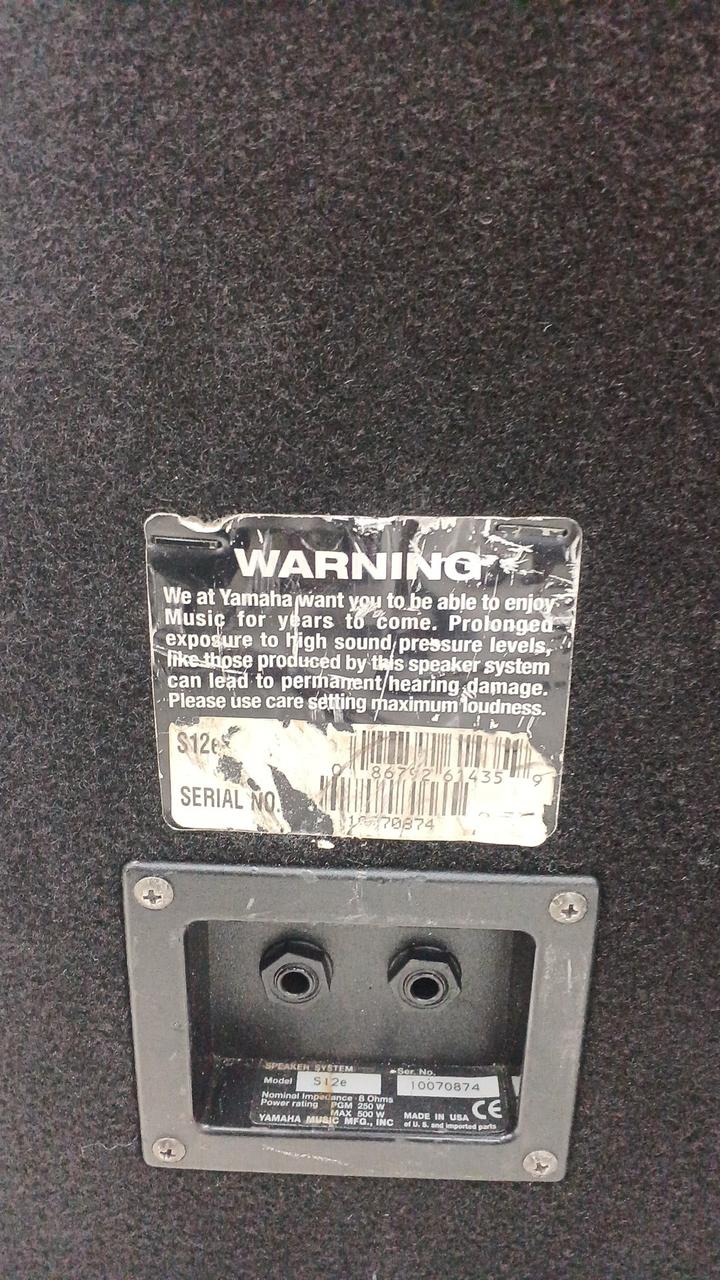 WARNING
We at Yamaha want you to be able to enjoy
Music for years to come. Prolonged
exposure to high sound pressure levels,
like those produced by this speaker system
can lead to permanent hearing damage.
Please use care setting maximum loudness.
S12e
0 86792 61435 9
SERIAL NO.
10070874
SPEAKER SYSTEM
Ser. No.
Model S12e
10070874
Nominal Impedance 8 Ohms
Power rating PGM 250 W
MAX 500 W
MADE IN USA CE
YAMAHA MUSIC MFG., INC
of U. S. and imported parts